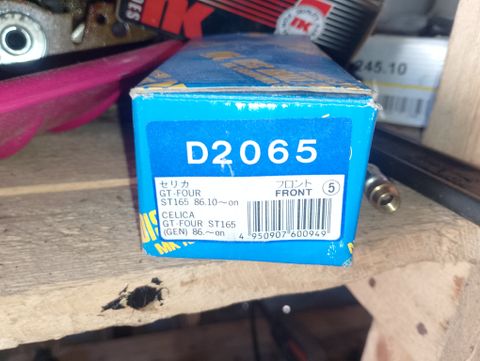 245.10
D2065
セリカ
GT-FOUR
ST165 86.10〜on
フロント
FRONT ⑤
CELICA
GT-FOUR ST165
(GEN) 86.〜on
4 950907 600949